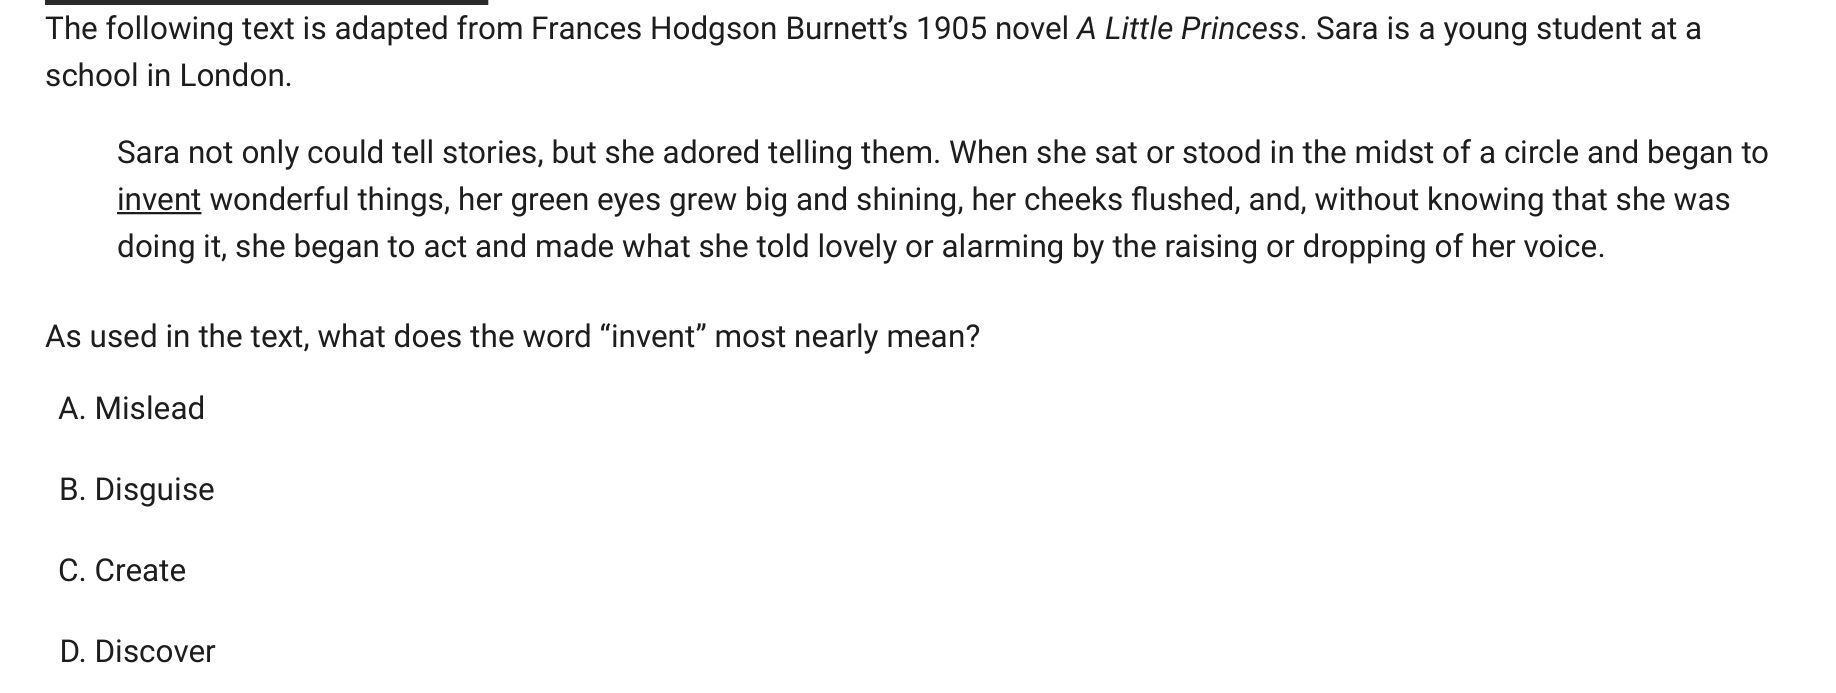 The following text is adapted from Frances Hodgson Burnett’s 1905 novel A Little Princess. Sara is a young student at a
school in London.
Sara not only could tell stories, but she adored telling them. When she sat or stood in the midst of a circle and began to
invent wonderful things, her green eyes grew big and shining, her cheeks flushed, and, without knowing that she was
doing it, she began to act and made what she told lovely or alarming by the raising or dropping of her voice.
As used in the text, what does the word “invent” most nearly mean?
A. Mislead
B. Disguise
C. Create
D. Discover